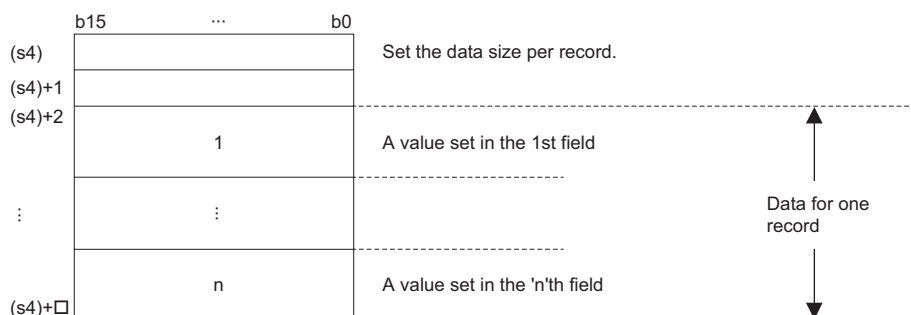 b15 ... b0
(s4) Set the data size per record.
(s4)+1
(s4)+2
1 A value set in the 1st field
⋮ ⋮ Data for one
record
n A value set in the 'n'th field
(s4)+□